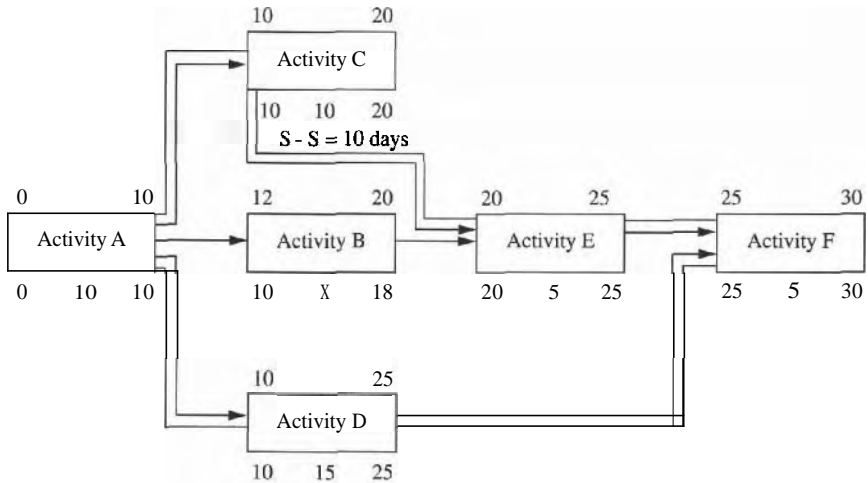 10 20
Activity C
10 10 20
S - S = 10 days
0 10
Activity A
0 10 10
12 20
Activity B
10 X 18
20 25
Activity E
20 5 25
25 30
Activity F
25 5 30
10 25
Activity D
10 15 25